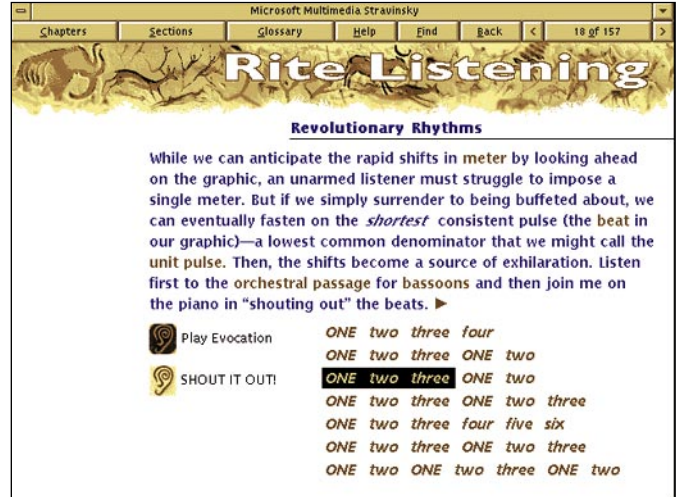 Microsoft Multimedia Stravinsky
Chapters Sections Glossary Help Find Back < 18 of 157 >
Rite Listening
Revolutionary Rhythms
While we can anticipate the rapid shifts in meter by looking ahead
on the graphic, an unarmed listener must struggle to impose a
single meter. But if we simply surrender to being buffeted about, we
can eventually fasten on the shortest consistent pulse (the beat in
our graphic)—a lowest common denominator that we might call the
unit pulse. Then, the shifts become a source of exhilaration. Listen
first to the orchestral passage for bassoons and then join me on
the piano in “shouting out” the beats.
Play Evocation
SHOUT IT OUT!
ONE two three four
ONE two three ONE two
ONE two three ONE two
ONE two three ONE two three
ONE two three four five six
ONE two three ONE two three
ONE two ONE two three ONE two